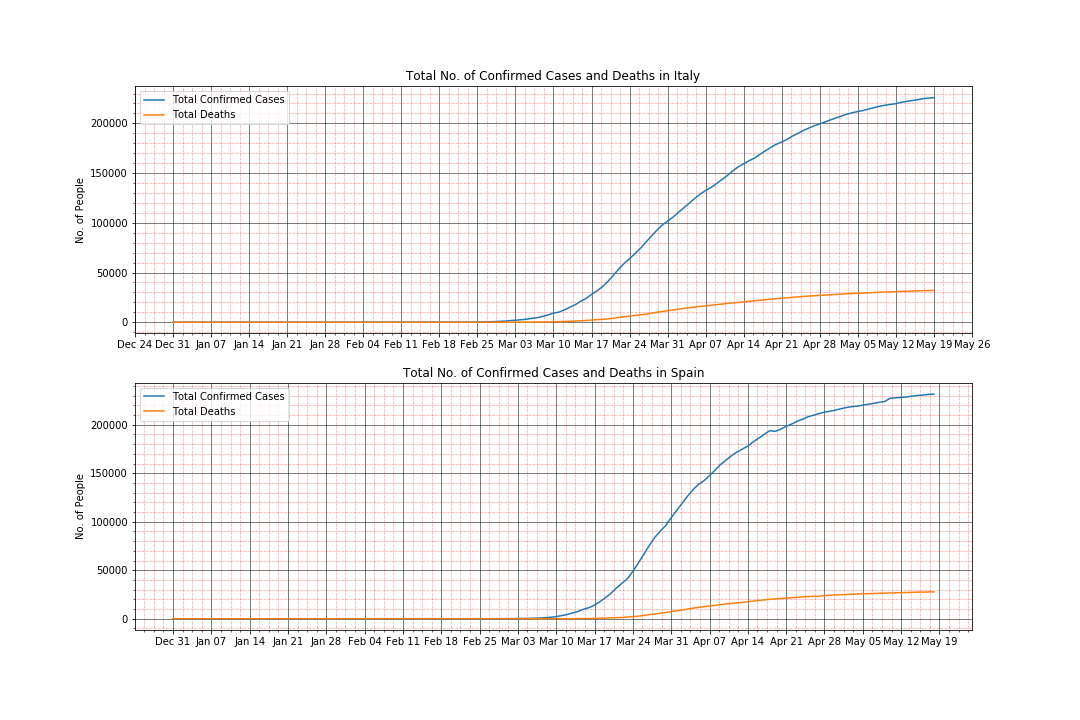 Total No. of Confirmed Cases and Deaths in Italy
Total Confirmed Cases
Total Deaths
200000
150000
100000
50000
0
No. of People
Dec 24 Dec 31 Jan 07 Jan 14 Jan 21 Jan 28 Feb 04 Feb 11 Feb 18 Feb 25 Mar 03 Mar 10 Mar 17 Mar 24 Mar 31 Apr 07 Apr 14 Apr 21 Apr 28 May 05 May 12 May 19 May 26
Total No. of Confirmed Cases and Deaths in Spain
Total Confirmed Cases
Total Deaths
200000
150000
100000
50000
0
No. of People
Dec 31 Jan 07 Jan 14 Jan 21 Jan 28 Feb 04 Feb 11 Feb 18 Feb 25 Mar 03 Mar 10 Mar 17 Mar 24 Mar 31 Apr 07 Apr 14 Apr 21 Apr 28 May 05 May 12 May 19